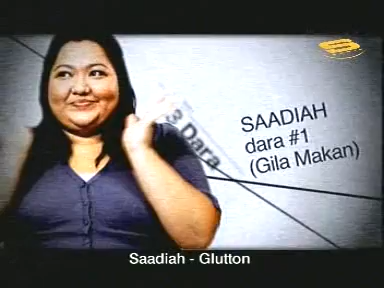 3 Dara
SAADIAH
dara #1
(Gila Makan)
Saadiah - Glutton